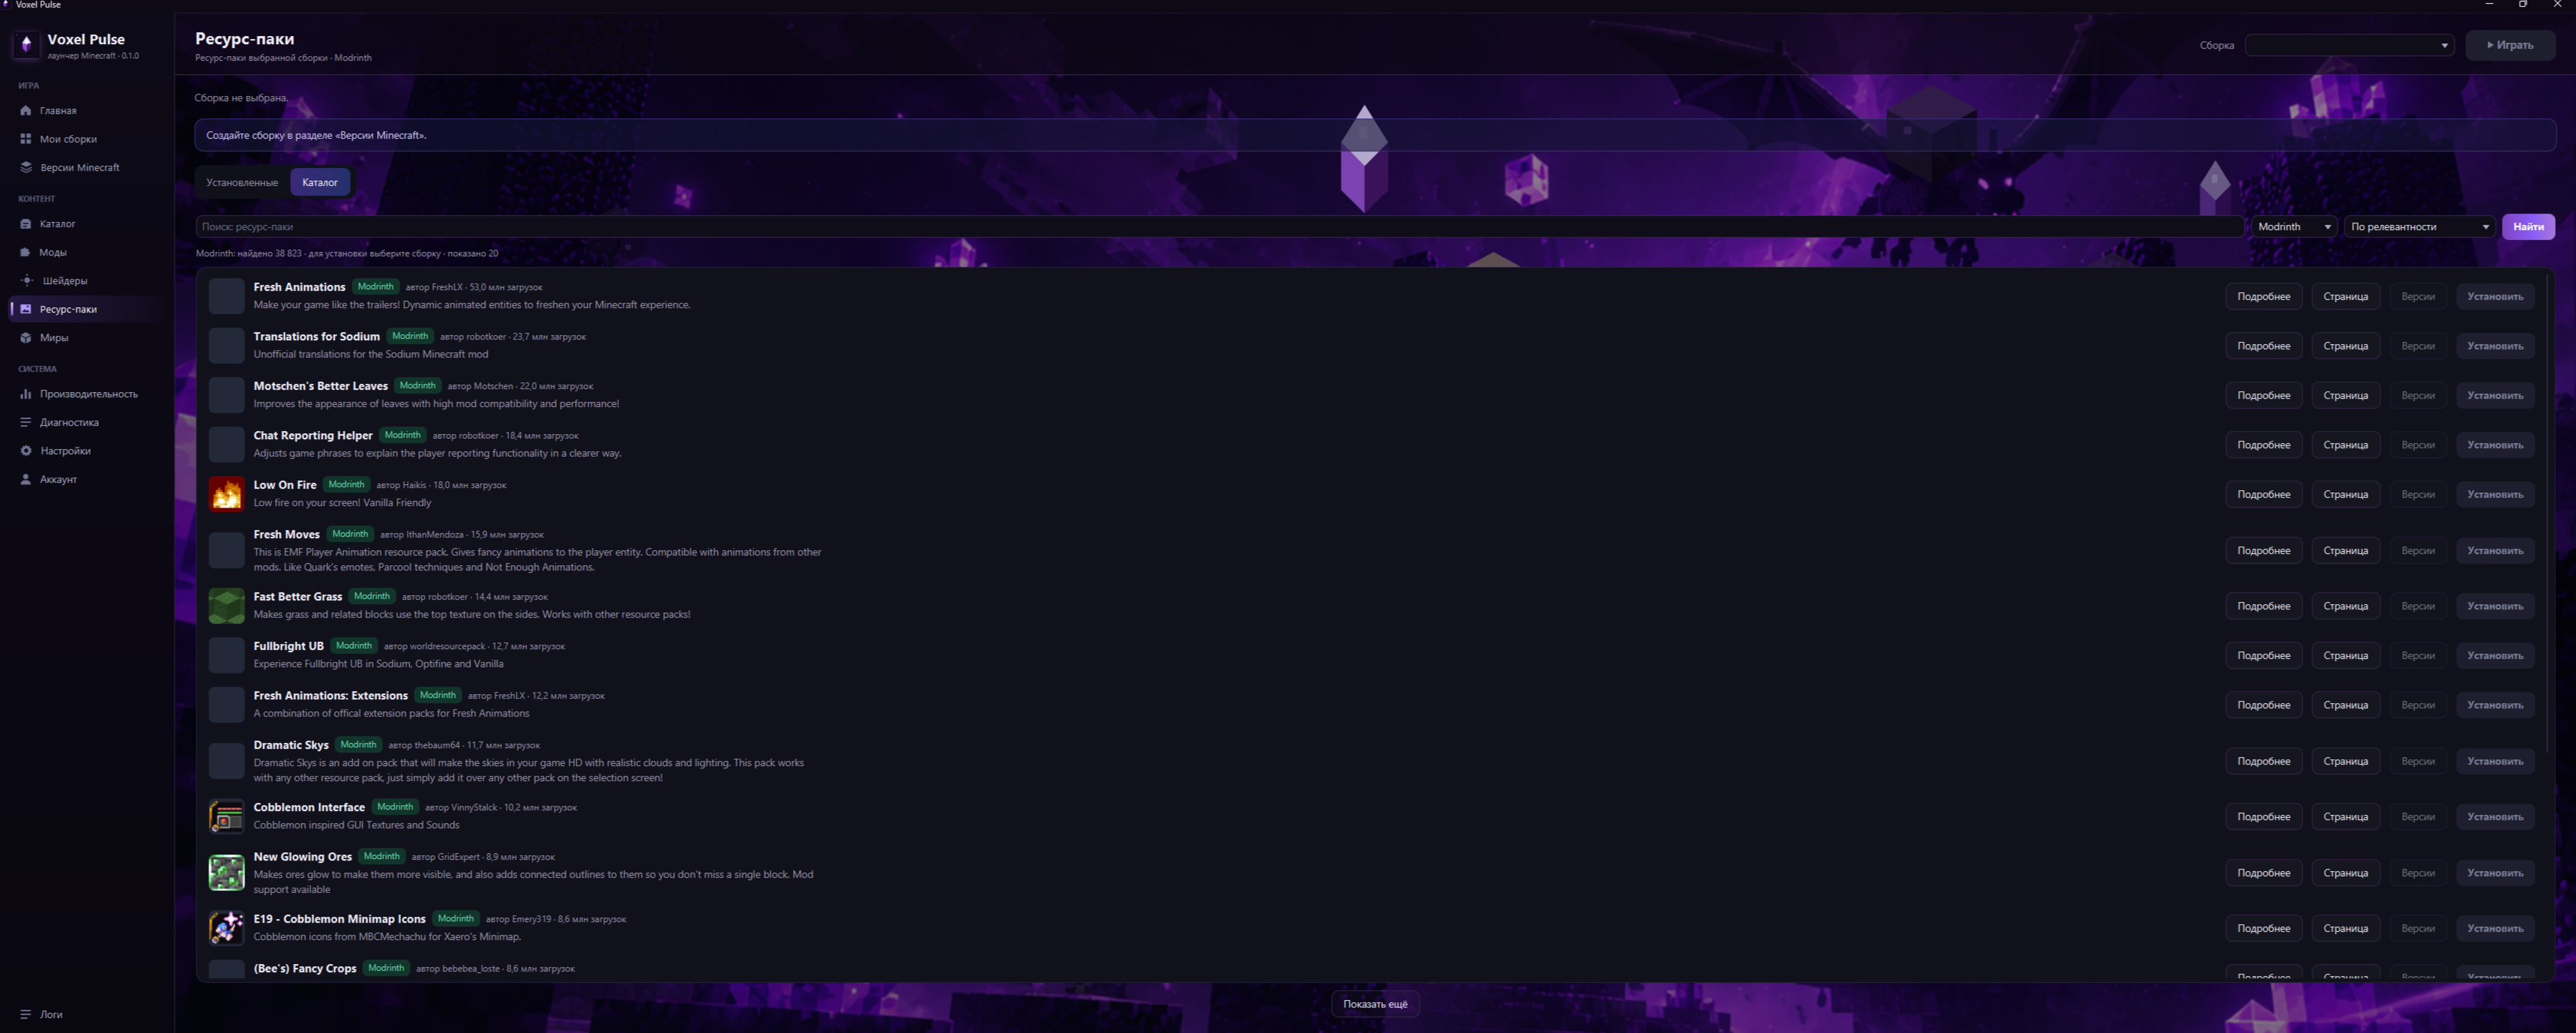 Voxel Pulse
Voxel Pulse
лаунчер Minecraft · 0.1.0
ИГРА
Главная
Мои сборки
Версии Minecraft
КОНТЕНТ
Каталог
Моды
Шейдеры
Ресурс-паки
Миры
СИСТЕМА
Производительность
Диагностика
Настройки
Аккаунт
Логи
Ресурс-паки
Ресурс-паки выбранной сборки · Modrinth
Сборка
Играть
Сборка не выбрана.
Создайте сборку в разделе «Версии Minecraft».
Установленные Каталог
Поиск: ресурс-паки Modrinth По релевантности Найти
Modrinth: найдено 38 823 · для установки выберите сборку · показано 20
Fresh Animations Modrinth автор FreshLX · 53,0 млн загрузок
Make your game like the trailers! Dynamic animated entities to freshen your Minecraft experience.
Подробнее Страница Версии Установить
Translations for Sodium Modrinth автор robotkoer · 23,7 млн загрузок
Unofficial translations for the Sodium Minecraft mod
Подробнее Страница Версии Установить
Motschen's Better Leaves Modrinth автор Motschen · 22,0 млн загрузок
Improves the appearance of leaves with high mod compatibility and performance!
Подробнее Страница Версии Установить
Chat Reporting Helper Modrinth автор robotkoer · 18,4 млн загрузок
Adjusts game phrases to explain the player reporting functionality in a clearer way.
Подробнее Страница Версии Установить
Low On Fire Modrinth автор Haikis · 18,0 млн загрузок
Low fire on your screen! Vanilla Friendly
Подробнее Страница Версии Установить
Fresh Moves Modrinth автор IthanMendoza · 15,9 млн загрузок
This is EMF Player Animation resource pack. Gives fancy animations to the player entity. Compatible with animations from other
mods. Like Quark's emotes, Parcool techniques and Not Enough Animations.
Подробнее Страница Версии Установить
Fast Better Grass Modrinth автор robotkoer · 14,4 млн загрузок
Makes grass and related blocks use the top texture on the sides. Works with other resource packs!
Подробнее Страница Версии Установить
Fullbright UB Modrinth автор worldresourcepack · 12,7 млн загрузок
Experience Fullbright UB in Sodium, Optifine and Vanilla
Подробнее Страница Версии Установить
Fresh Animations: Extensions Modrinth автор FreshLX · 12,2 млн загрузок
A combination of offical extension packs for Fresh Animations
Подробнее Страница Версии Установить
Dramatic Skys Modrinth автор thebaum64 · 11,7 млн загрузок
Dramatic Skys is an add on pack that will make the skies in your game HD with realistic clouds and lighting. This pack works
with any other resource pack, just simply add it over any other pack on the selection screen!
Подробнее Страница Версии Установить
Cobblemon Interface Modrinth автор VinnyStalck · 10,2 млн загрузок
Cobblemon inspired GUI Textures and Sounds
Подробнее Страница Версии Установить
New Glowing Ores Modrinth автор GridExpert · 8,9 млн загрузок
Makes ores glow to make them more visible, and also adds connected outlines to them so you don't miss a single block. Mod
support available
Подробнее Страница Версии Установить
E19 - Cobblemon Minimap Icons Modrinth автор Emery319 · 8,6 млн загрузок
Cobblemon icons from MBCMechachu for Xaero's Minimap.
Подробнее Страница Версии Установить
(Bee's) Fancy Crops Modrinth автор bebebea_loste · 8,6 млн загрузок
Подробнее Страница Версии Установить
Показать ещё